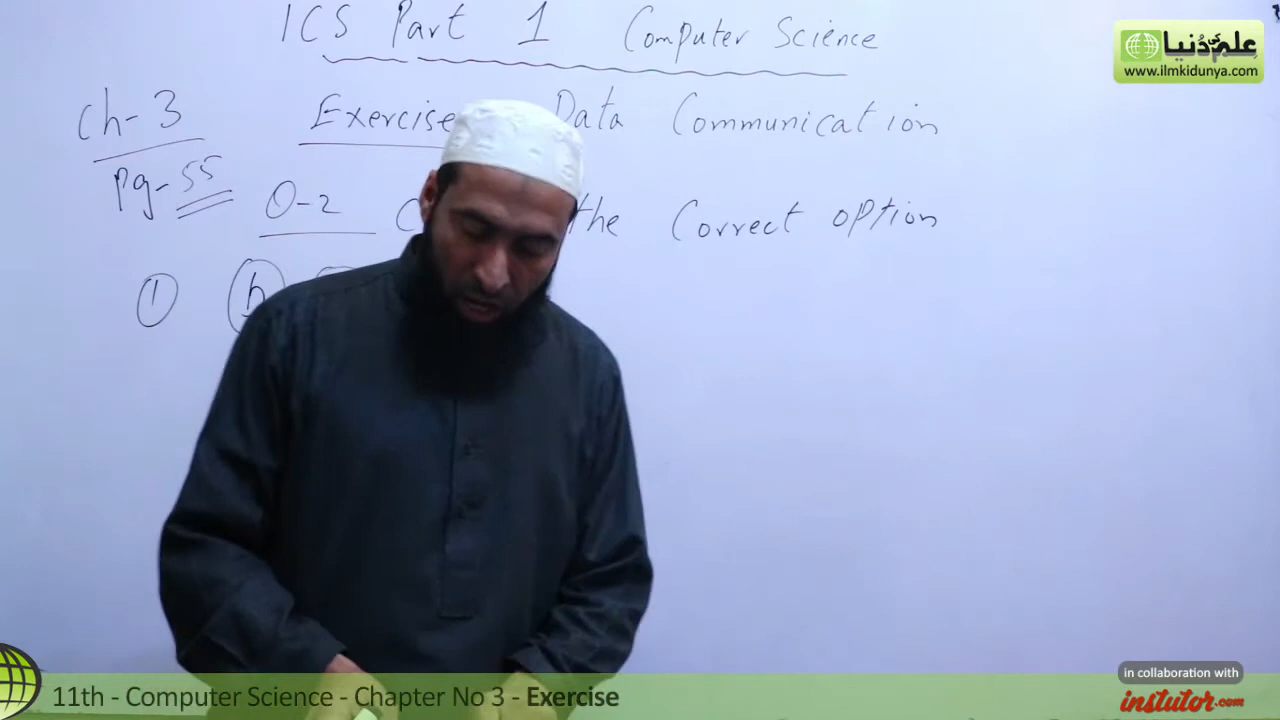 ICS Part 1 Computer Science
علم کی دُنیا
www.ilmkidunya.com
Ch-3 Exercise Data Communication
Pg-55
Q-2 the Correct option
1 h
in collaboration with
instutor.com
11th - Computer Science - Chapter No 3 - Exercise